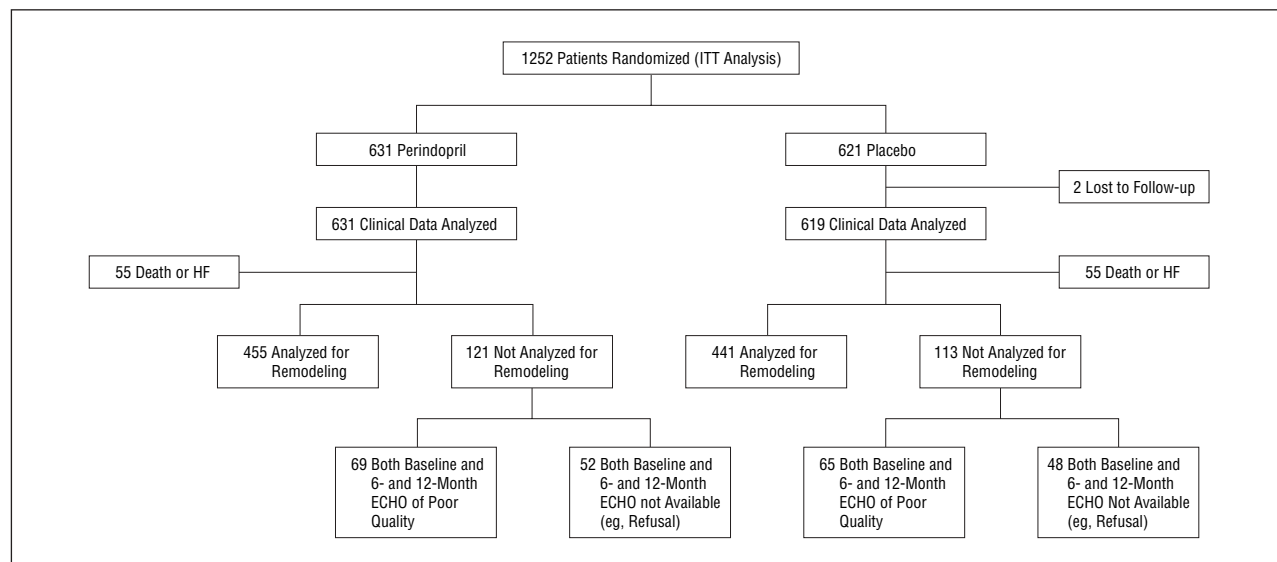 1252 Patients Randomized (ITT Analysis)
631 Perindopril
621 Placebo
2 Lost to Follow-up
631 Clinical Data Analyzed
619 Clinical Data Analyzed
55 Death or HF
55 Death or HF
455 Analyzed for
Remodeling
121 Not Analyzed for
Remodeling
441 Analyzed for
Remodeling
113 Not Analyzed for
Remodeling
69 Both Baseline and
6- and 12-Month
ECHO of Poor
Quality
52 Both Baseline and
6- and 12-Month
ECHO not Available
(eg, Refusal)
65 Both Baseline and
6- and 12-Month
ECHO of Poor
Quality
48 Both Baseline and
6- and 12-Month
ECHO Not Available
(eg, Refusal)